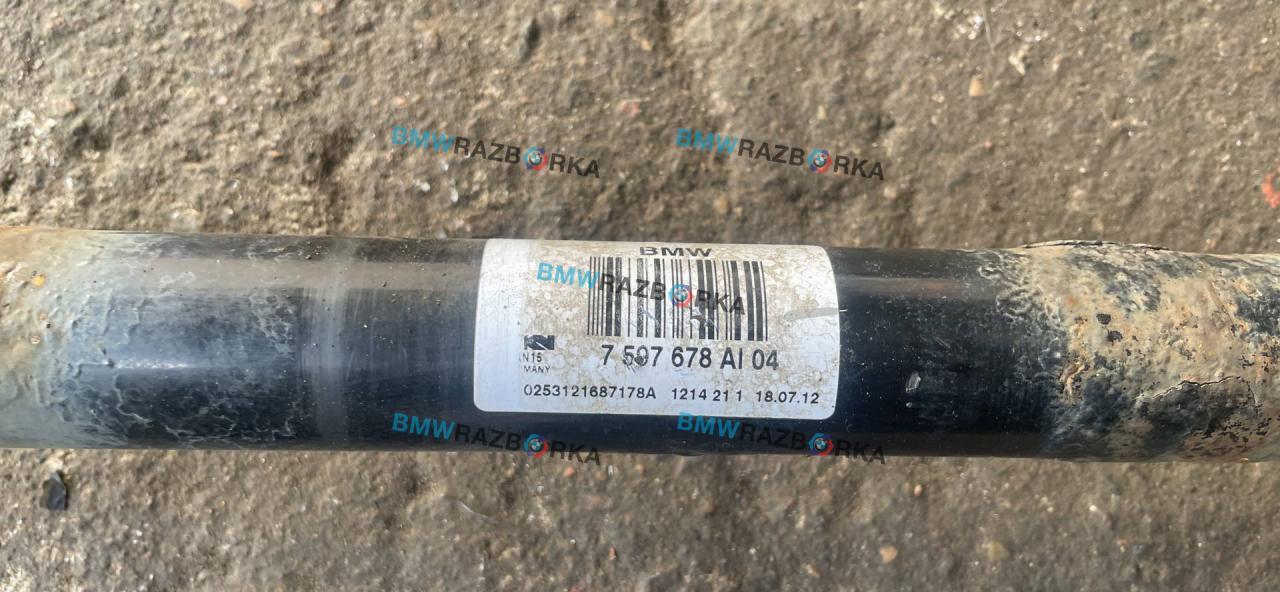 BMWRAZBORKA BMWRAZBORKA
BMW
BMWRAZBORKA
7 597 678 AI 04
N15
MANY
0253121687178A 1214 21 1 18.07.12
BMWRAZBORKA BMWRAZBORKA